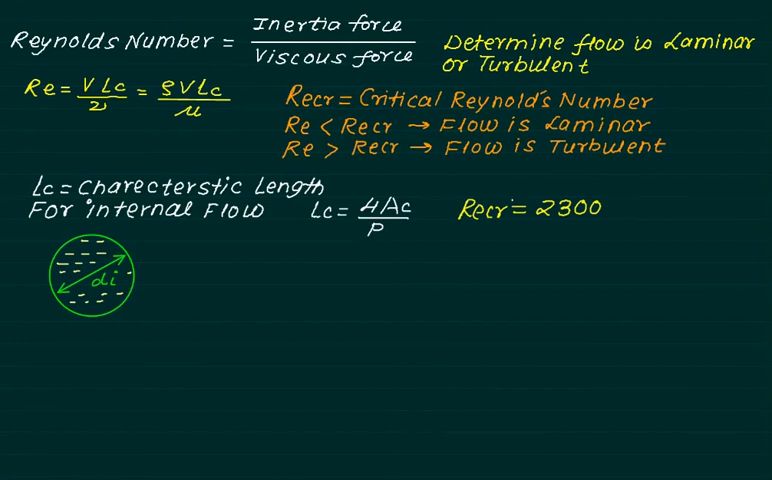 Reynolds Number = Inertia force / Viscous force
Determine flow is Laminar
or Turbulent
Re = V Lc / ν = ρ V Lc / μ
Recr = Critical Reynold's Number
Re < Recr → Flow is Laminar
Re > Recr → Flow is Turbulent
Lc = Charecterstic Length
For internal Flow Lc = 4Ac / P Recr = 2300
di